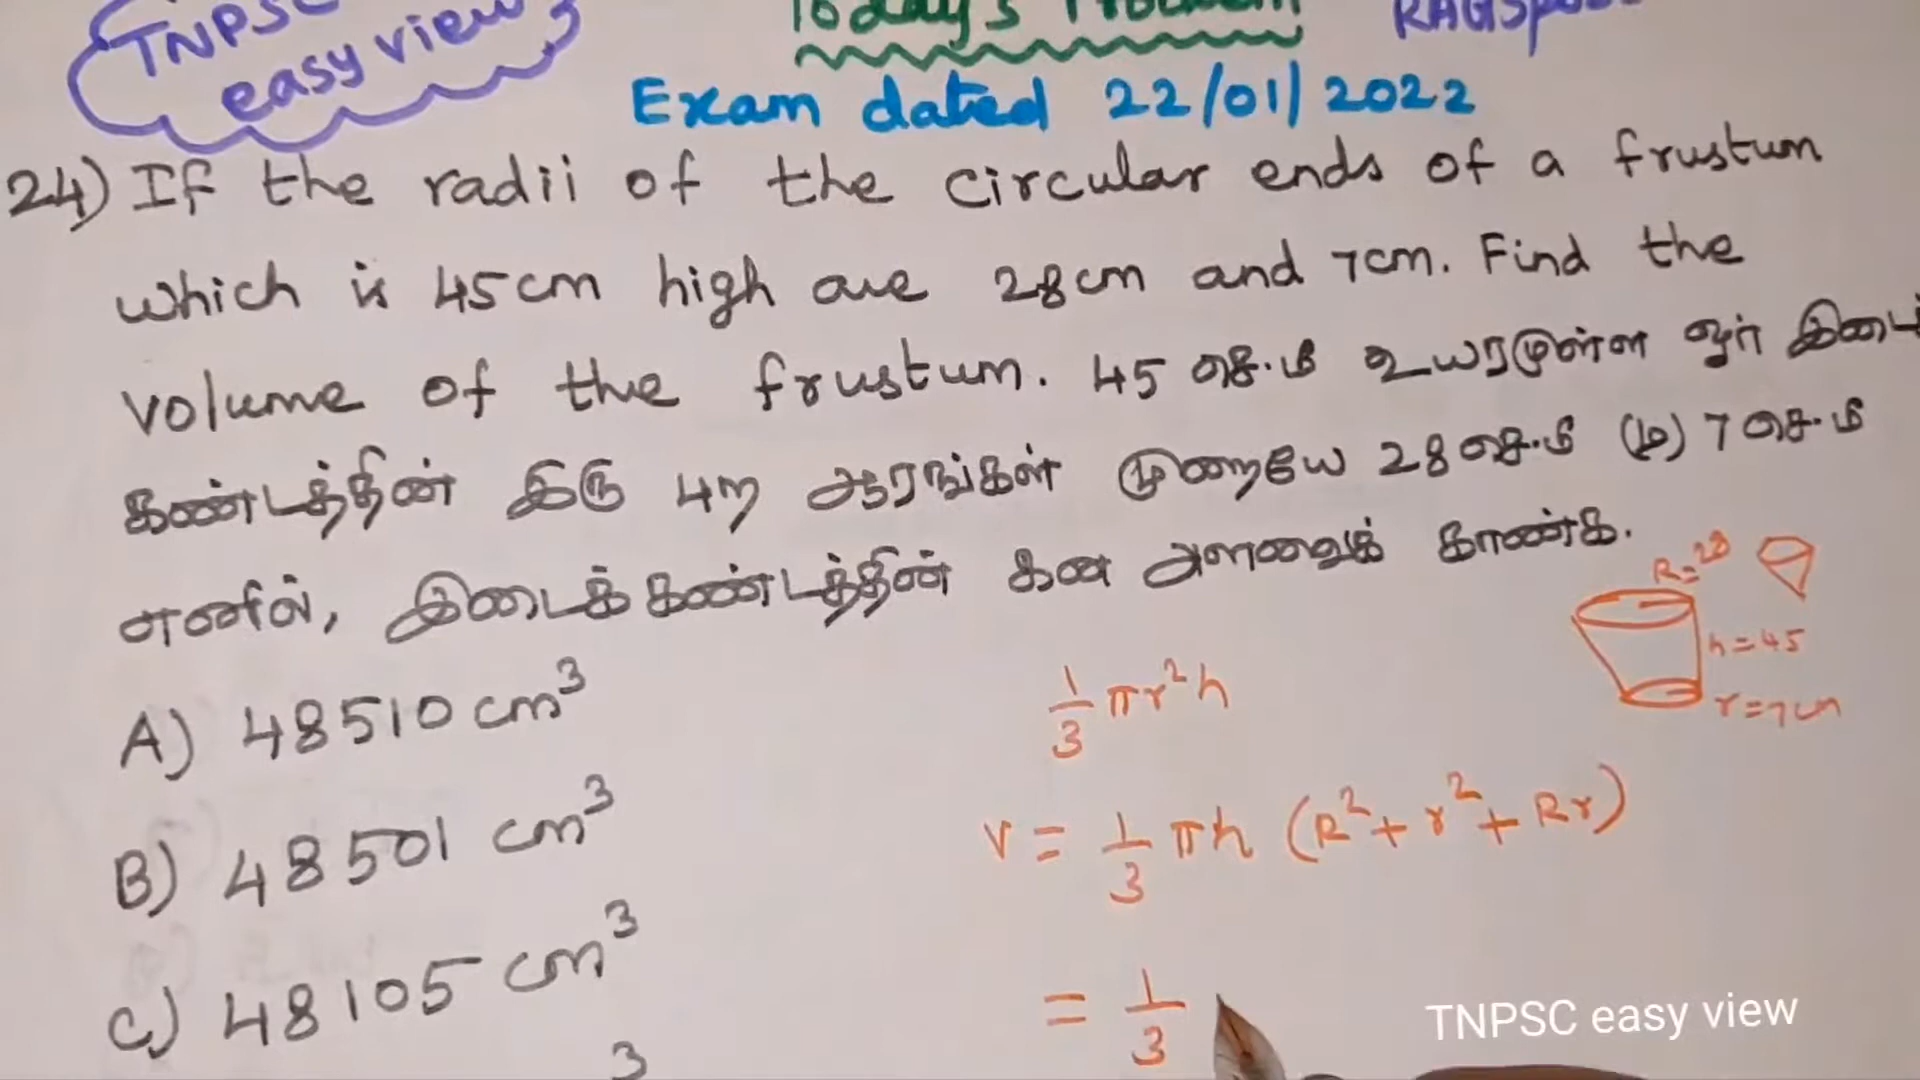 TNPSC
easy view
Today's Problem
Exam dated 22/01/2022
24) If the radii of the circular ends of a frustum
which is 45cm high are 28cm and 7cm. Find the
volume of the frustum. 45 செ.மீ உயரமுள்ள ஓர் இடைக்
கண்டத்தின் இரு புற ஆரங்கள் முறையே 28 செ.மீ (ம) 7 செ.மீ
எனில், இடைக்கண்டத்தின் கன அளவைக் காண்க.
R=28
h=45
r=7cm
A) 48510 cm³
1/3 πr²h
B) 48501 cm³
V = 1/3 πh (R²+r²+Rr)
C) 48105 cm³
= 1/3
3
TNPSC easy view